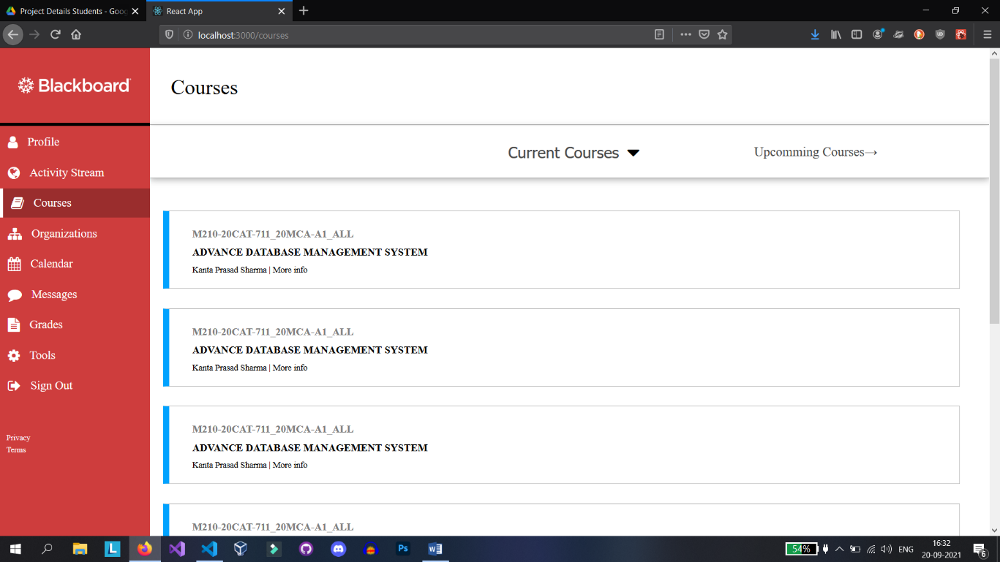 Project Details Students - Goo
React App
localhost:3000/courses
Blackboard
Courses
Profile
Activity Stream
Courses
Organizations
Calendar
Messages
Grades
Tools
Sign Out
Privacy
Terms
Current Courses
Upcomming Courses→
M210-20CAT-711_20MCA-A1_ALL
ADVANCE DATABASE MANAGEMENT SYSTEM
Kanta Prasad Sharma | More info
M210-20CAT-711_20MCA-A1_ALL
ADVANCE DATABASE MANAGEMENT SYSTEM
Kanta Prasad Sharma | More info
M210-20CAT-711_20MCA-A1_ALL
ADVANCE DATABASE MANAGEMENT SYSTEM
Kanta Prasad Sharma | More info
M210-20CAT-711_20MCA-A1_ALL
L
Ps
W
54%
ENG
16:32
20-09-2021
6